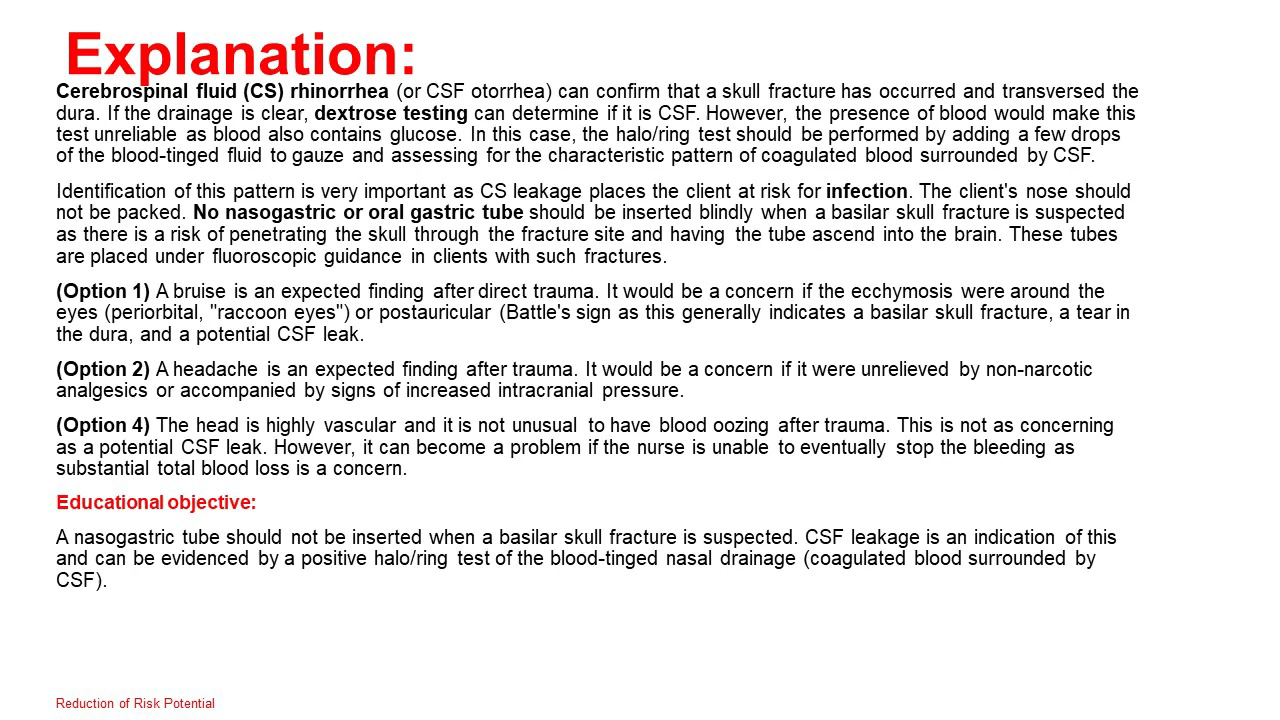 Explanation:
Cerebrospinal fluid (CS) rhinorrhea (or CSF otorrhea) can confirm that a skull fracture has occurred and transversed the
dura. If the drainage is clear, dextrose testing can determine if it is CSF. However, the presence of blood would make this
test unreliable as blood also contains glucose. In this case, the halo/ring test should be performed by adding a few drops
of the blood-tinged fluid to gauze and assessing for the characteristic pattern of coagulated blood surrounded by CSF.
Identification of this pattern is very important as CS leakage places the client at risk for infection. The client's nose should
not be packed. No nasogastric or oral gastric tube should be inserted blindly when a basilar skull fracture is suspected
as there is a risk of penetrating the skull through the fracture site and having the tube ascend into the brain. These tubes
are placed under fluoroscopic guidance in clients with such fractures.
(Option 1) A bruise is an expected finding after direct trauma. It would be a concern if the ecchymosis were around the
eyes (periorbital, "raccoon eyes") or postauricular (Battle's sign as this generally indicates a basilar skull fracture, a tear in
the dura, and a potential CSF leak.
(Option 2) A headache is an expected finding after trauma. It would be a concern if it were unrelieved by non-narcotic
analgesics or accompanied by signs of increased intracranial pressure.
(Option 4) The head is highly vascular and it is not unusual to have blood oozing after trauma. This is not as concerning
as a potential CSF leak. However, it can become a problem if the nurse is unable to eventually stop the bleeding as
substantial total blood loss is a concern.
Educational objective:
A nasogastric tube should not be inserted when a basilar skull fracture is suspected. CSF leakage is an indication of this
and can be evidenced by a positive halo/ring test of the blood-tinged nasal drainage (coagulated blood surrounded by
CSF).
Reduction of Risk Potential